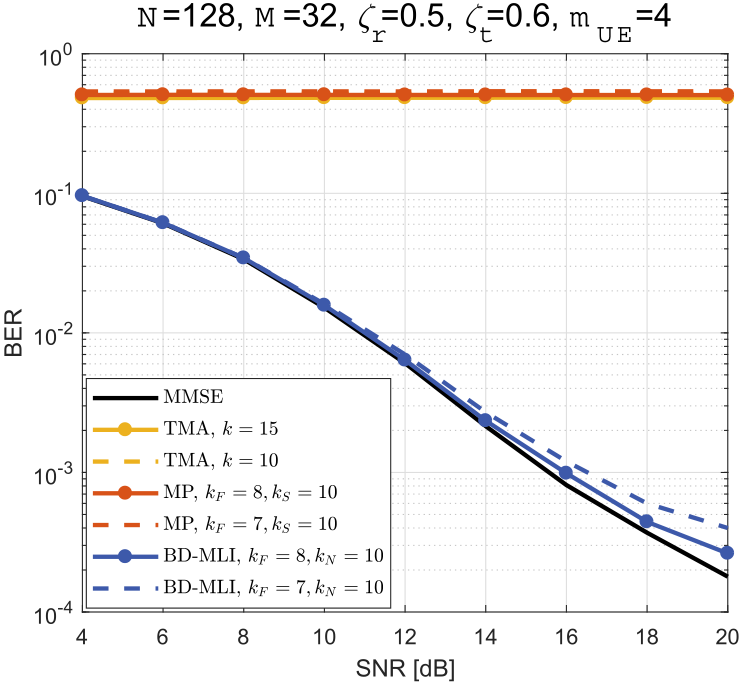 N=128, M=32, ζr=0.5, ζt=0.6, m UE=4
10^0
10^-1
10^-2
10^-3
10^-4
BER
MMSE
TMA, k = 15
TMA, k = 10
MP, kF = 8, kS = 10
MP, kF = 7, kS = 10
BD-MLI, kF = 8, kN = 10
BD-MLI, kF = 7, kN = 10
4 6 8 10 12 14 16 18 20
SNR [dB]